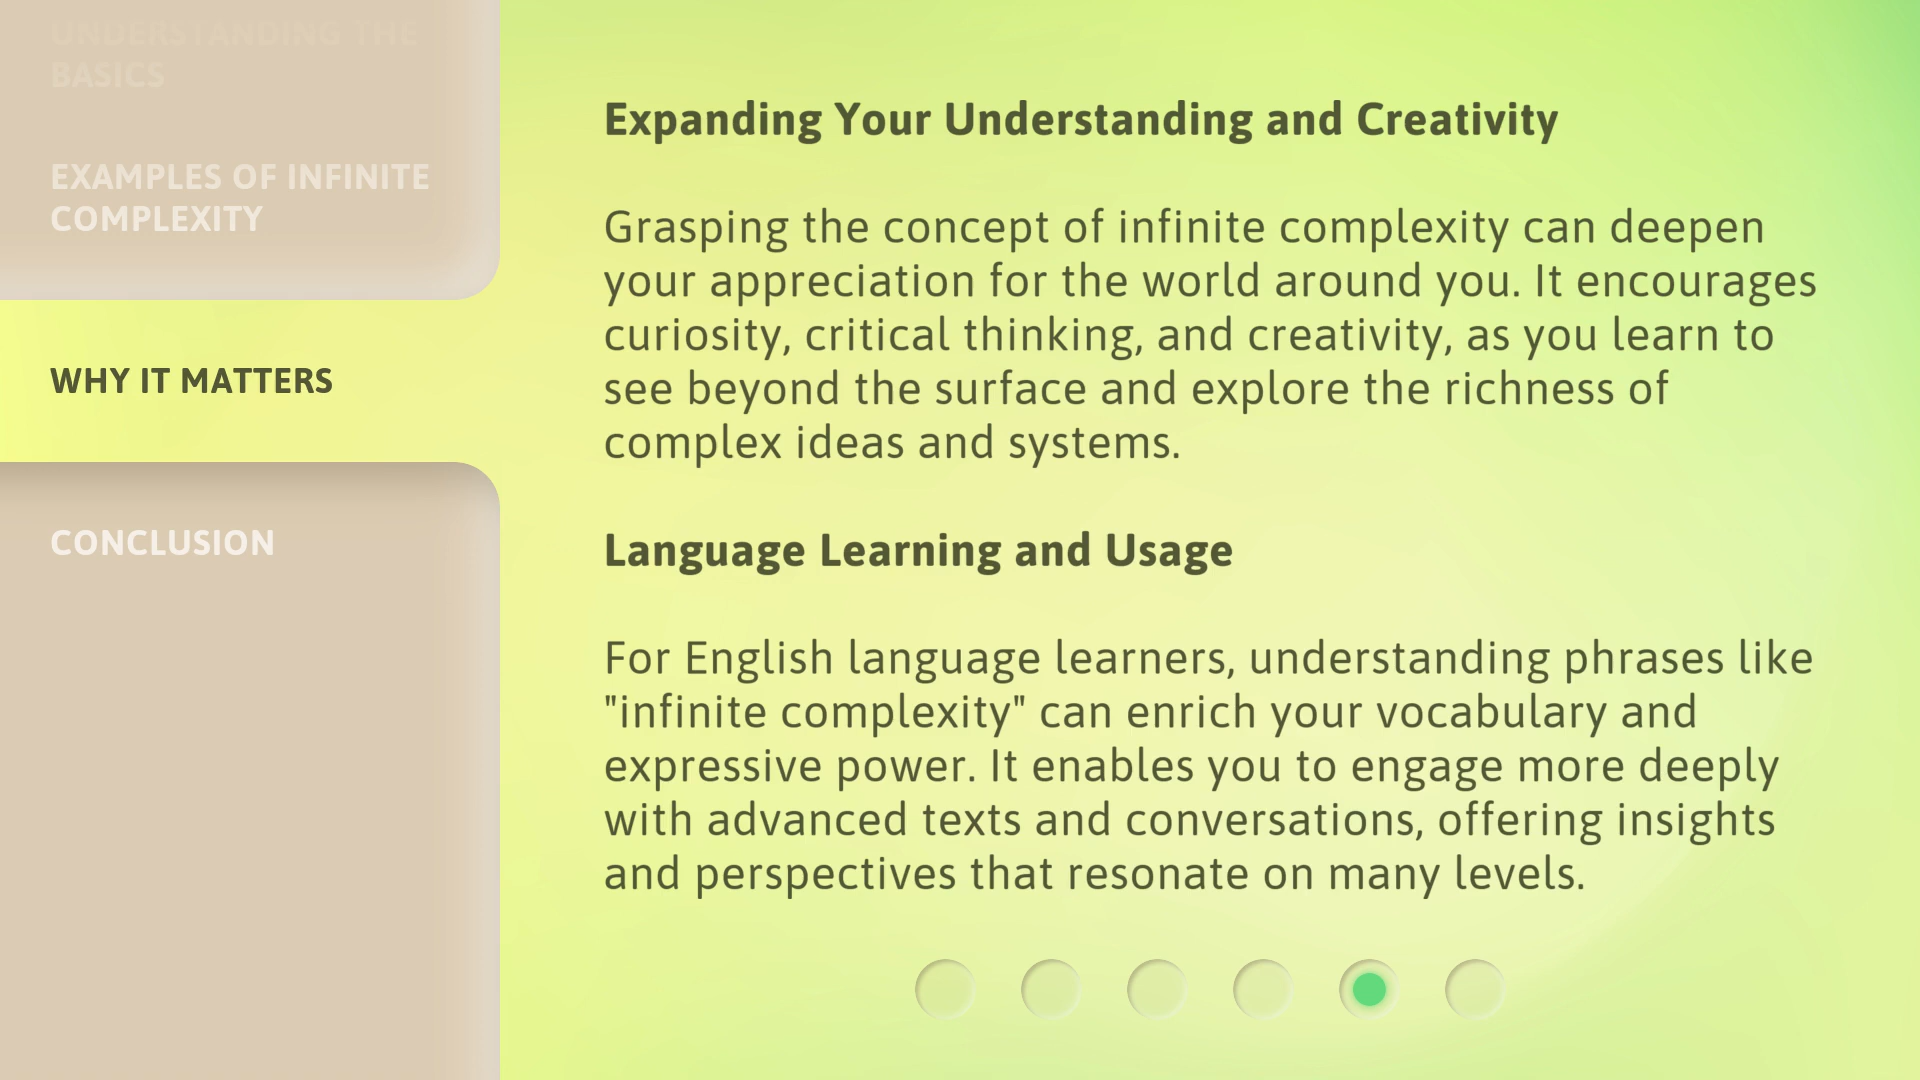 UNDERSTANDING THE
BASICS
EXAMPLES OF INFINITE
COMPLEXITY
WHY IT MATTERS
CONCLUSION
Expanding Your Understanding and Creativity
Grasping the concept of infinite complexity can deepen
your appreciation for the world around you. It encourages
curiosity, critical thinking, and creativity, as you learn to
see beyond the surface and explore the richness of
complex ideas and systems.
Language Learning and Usage
For English language learners, understanding phrases like
"infinite complexity" can enrich your vocabulary and
expressive power. It enables you to engage more deeply
with advanced texts and conversations, offering insights
and perspectives that resonate on many levels.